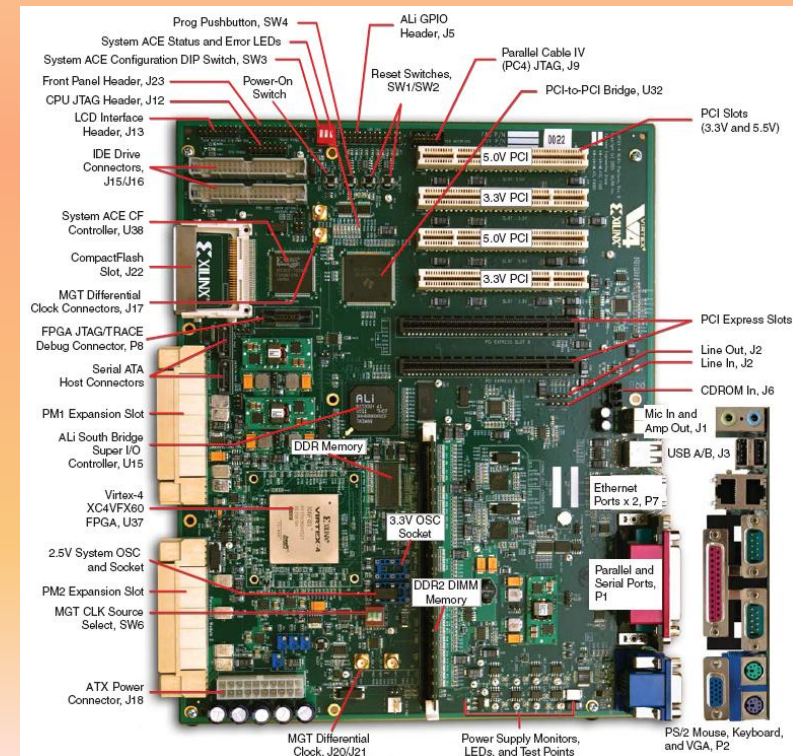 Prog Pushbutton, SW4
System ACE Status and Error LEDs
System ACE Configuration DIP Switch, SW3
Front Panel Header, J23
Power-On
Switch
CPU JTAG Header, J12
LCD Interface
Header, J13
ALi GPIO
Header, J5
Reset Switches,
SW1/SW2
Parallel Cable IV
(PC4) JTAG, J9
PCI-to-PCI Bridge, U32
PCI Slots
(3.3V and 5.5V)
0022
5.0V PCI
3.3V PCI
5.0V PCI
3.3V PCI
XILINX
VIRTEX
IDE Drive
Connectors,
J15/J16
System ACE CF
Controller, U38
CompactFlash
Slot, J22
XILINX
MGT Differential
Clock Connectors, J17
FPGA JTAG/TRACE
Debug Connector, P8
Serial ATA
Host Connectors
PM1 Expansion Slot
ALi South Bridge
Super I/O
Controller, U15
ALi
DDR Memory
PCI Express Slots
Line Out, J2
Line In, J2
CDROM In, J6
Mic In and
Amp Out, J1
USB A/B, J3
Ethernet
Ports x 2, P7
Virtex-4
XC4VFX60
FPGA, U37
XILINX
VIRTEX-4
3.3V OSC
Socket
2.5V System OSC
and Socket
PM2 Expansion Slot
MGT CLK Source
Select, SW6
DDR2 DIMM
Memory
Parallel and
Serial Ports,
P1
ATX Power
Connector, J18
MGT Differential
Clock, J20/J21
Power Supply Monitors,
LEDs, and Test Points
PS/2 Mouse, Keyboard,
and VGA, P2